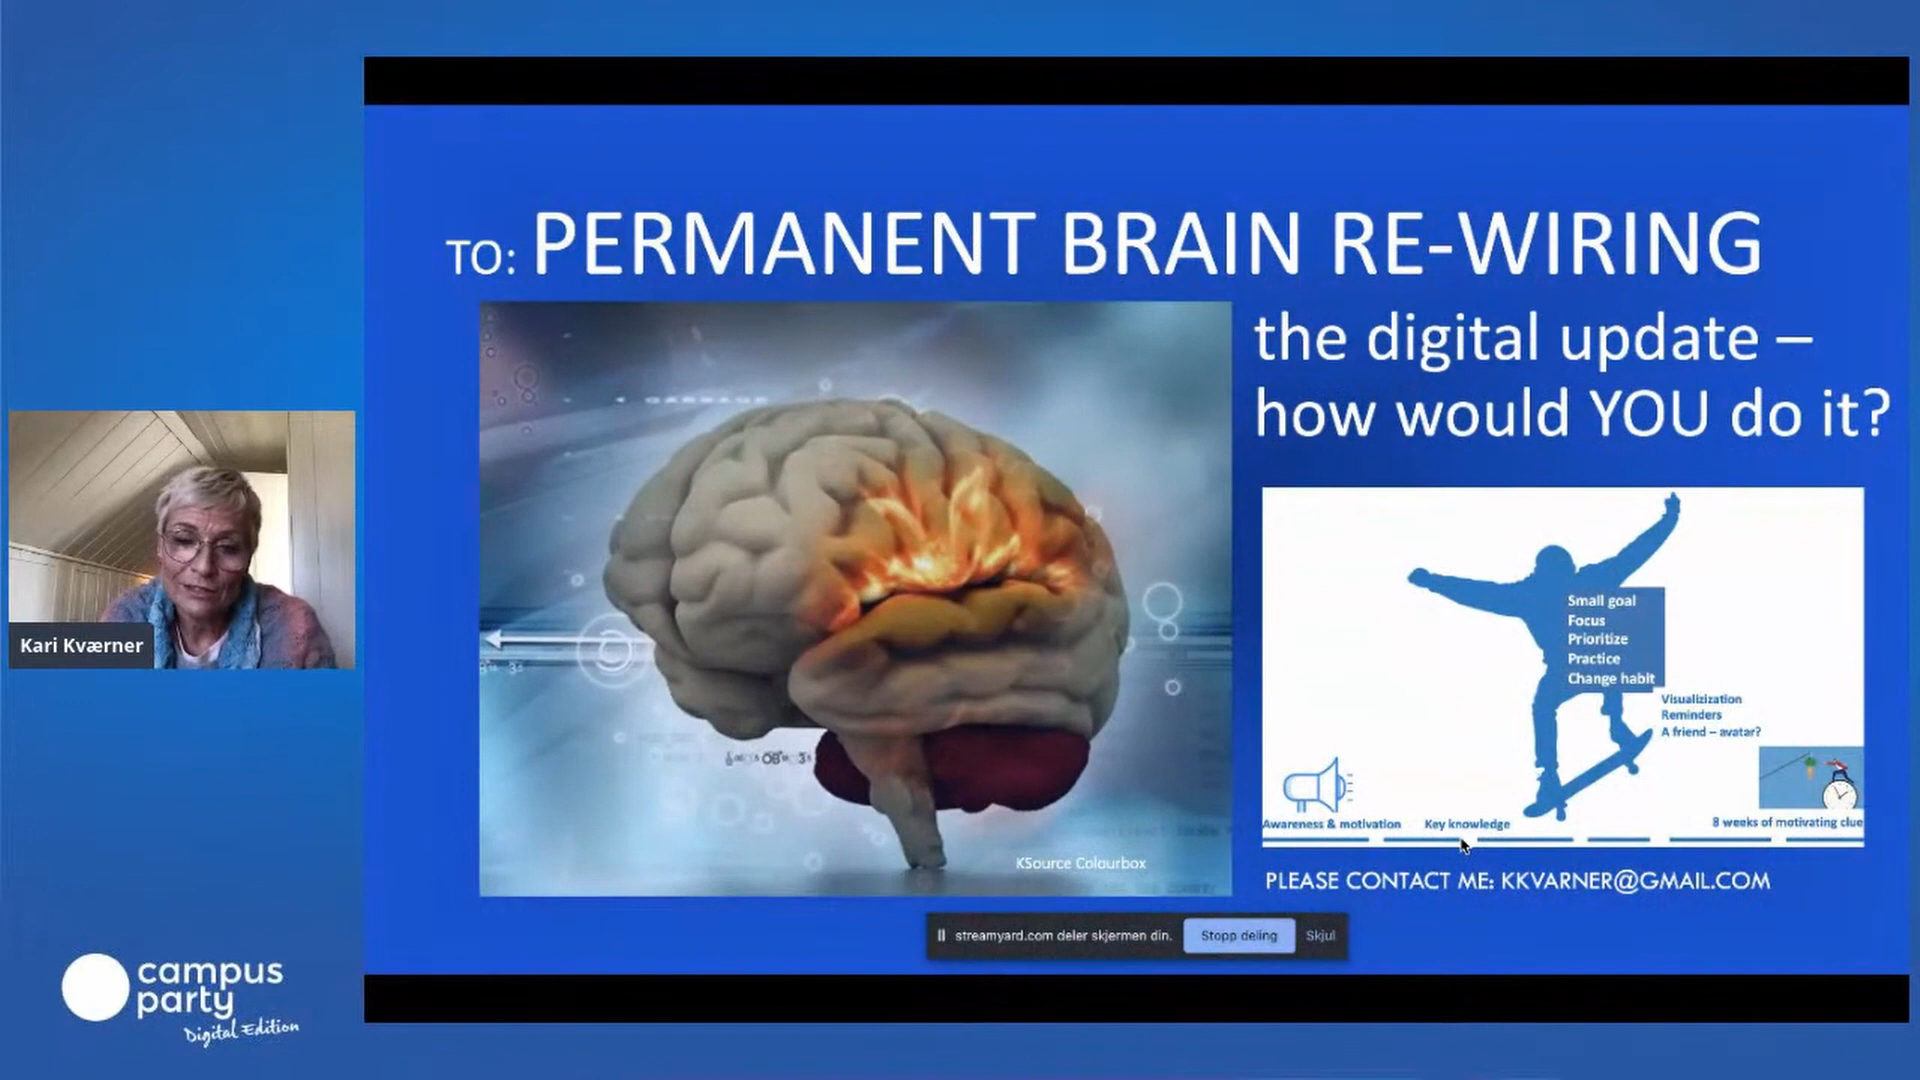 TO: PERMANENT BRAIN RE-WIRING
the digital update –
how would YOU do it?
Small goal
Focus
Prioritize
Practice
Change habit
Visualizization
Reminders
A friend – avatar?
Awareness & motivation
Key knowledge
8 weeks of motivating clue
KSource Colourbox
PLEASE CONTACT ME: KKVARNER@GMAIL.COM
streamyard.com deler skjermen din.
Stopp deling
Skjul
Kari Kværner
campus
party
Digital Edition